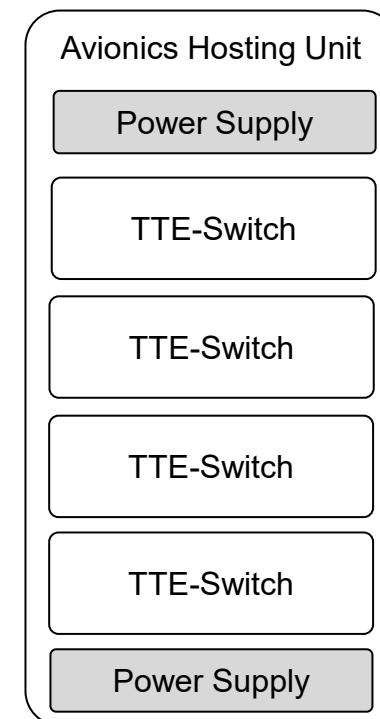 Avionics Hosting Unit
Power Supply
TTE-Switch
TTE-Switch
TTE-Switch
TTE-Switch
Power Supply